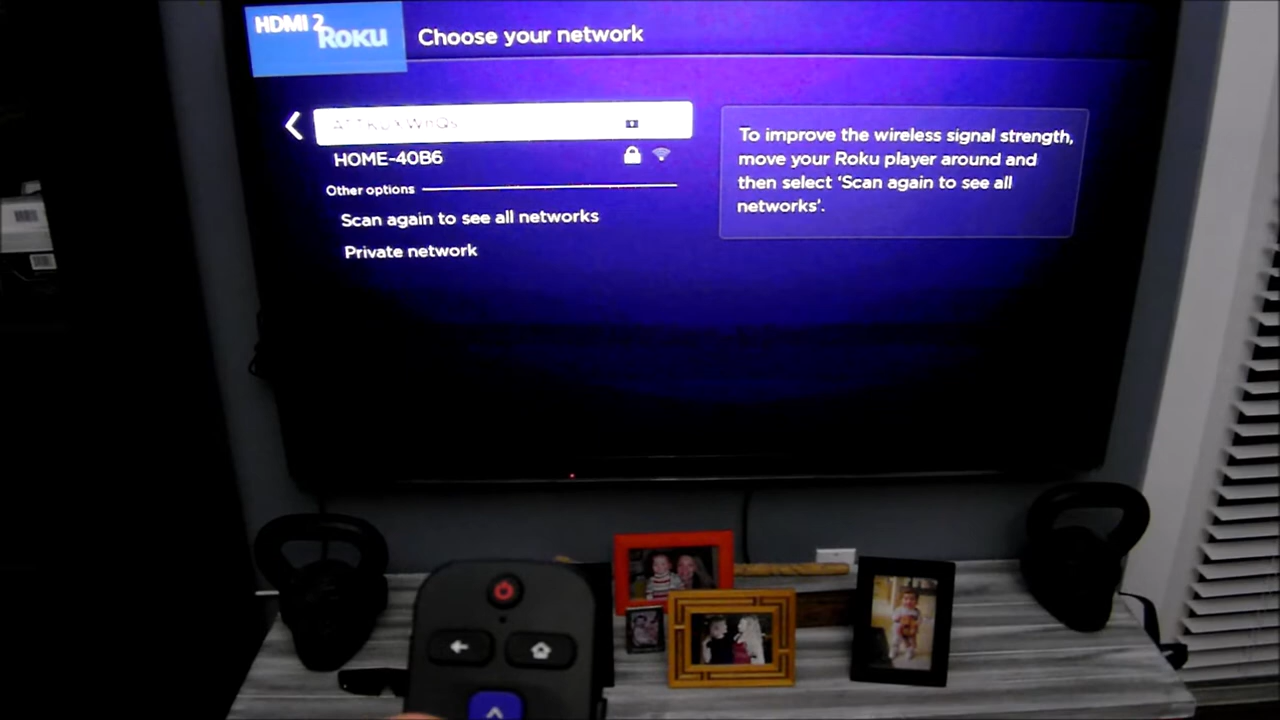 HDMI 2
Roku
Choose your network
HOME-40B6
Other options
Scan again to see all networks
Private network
To improve the wireless signal strength,
move your Roku player around and
then select 'Scan again to see all
networks'.